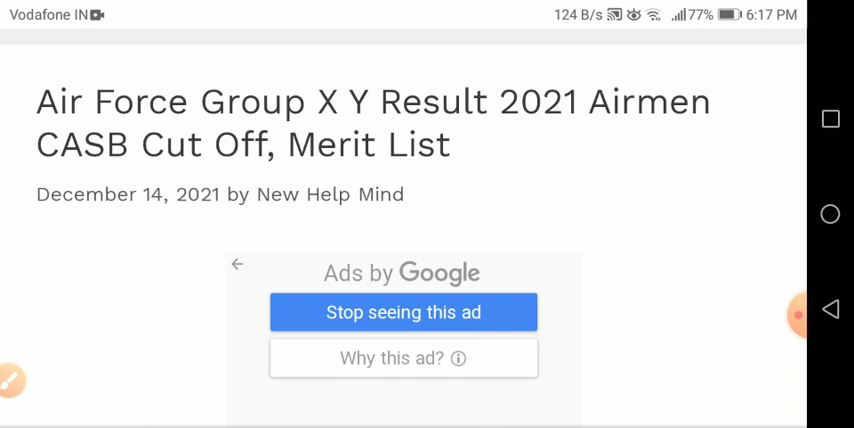 Vodafone IN 124 B/s 77% 6:17 PM
Air Force Group X Y Result 2021 Airmen
CASB Cut Off, Merit List
December 14, 2021 by New Help Mind
Ads by Google
Stop seeing this ad
Why this ad?